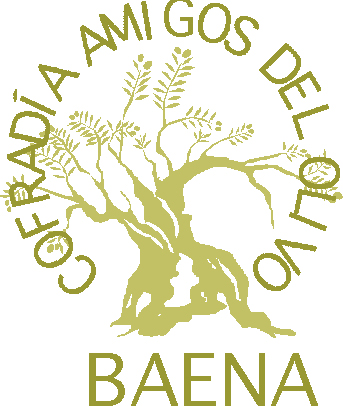 COFRADÍA AMIGOS DEL OLIVO
BAENA